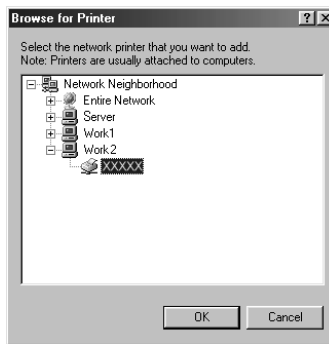 Browse for Printer
Select the network printer that you want to add.
Note: Printers are usually attached to computers.
Network Neighborhood
Entire Network
Server
Work1
Work2
XXXXX
OK Cancel